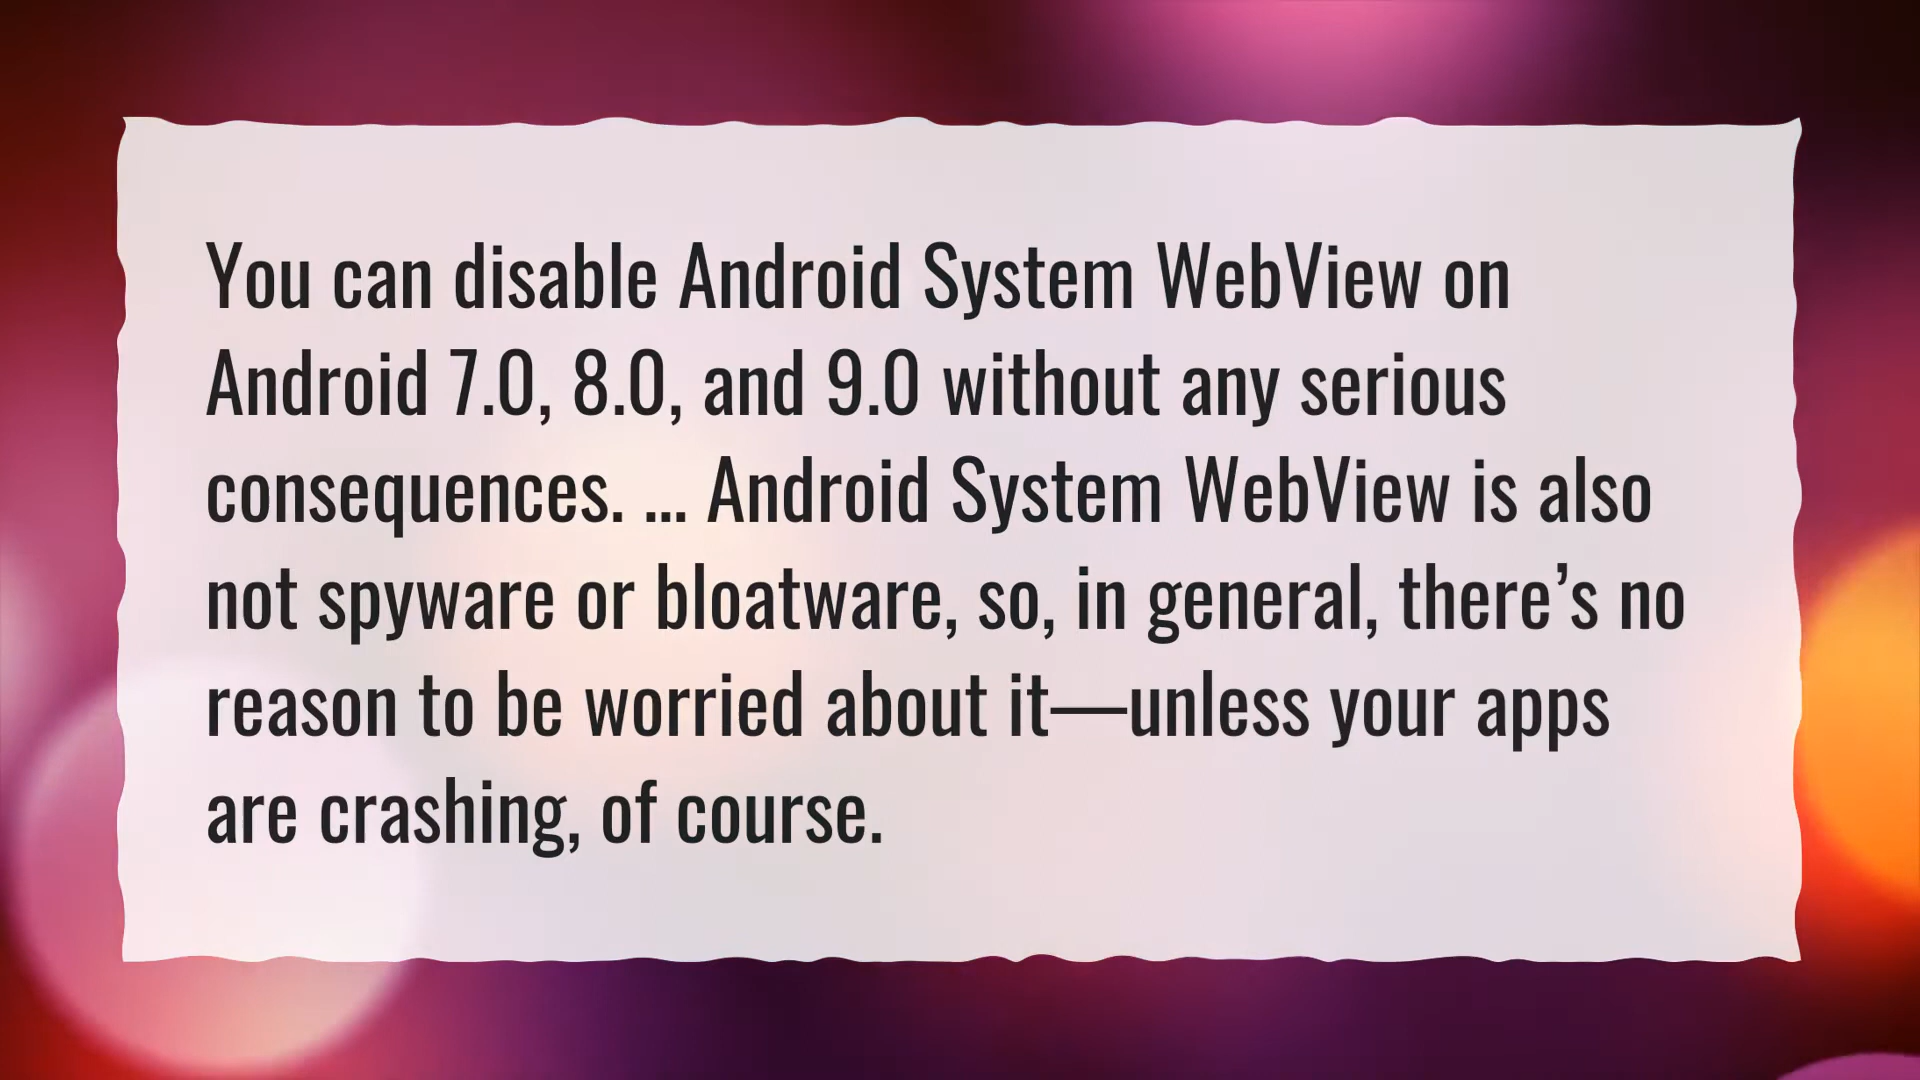 You can disable Android System WebView on
Android 7.0, 8.0, and 9.0 without any serious
consequences. ... Android System WebView is also
not spyware or bloatware, so, in general, there’s no
reason to be worried about it—unless your apps
are crashing, of course.